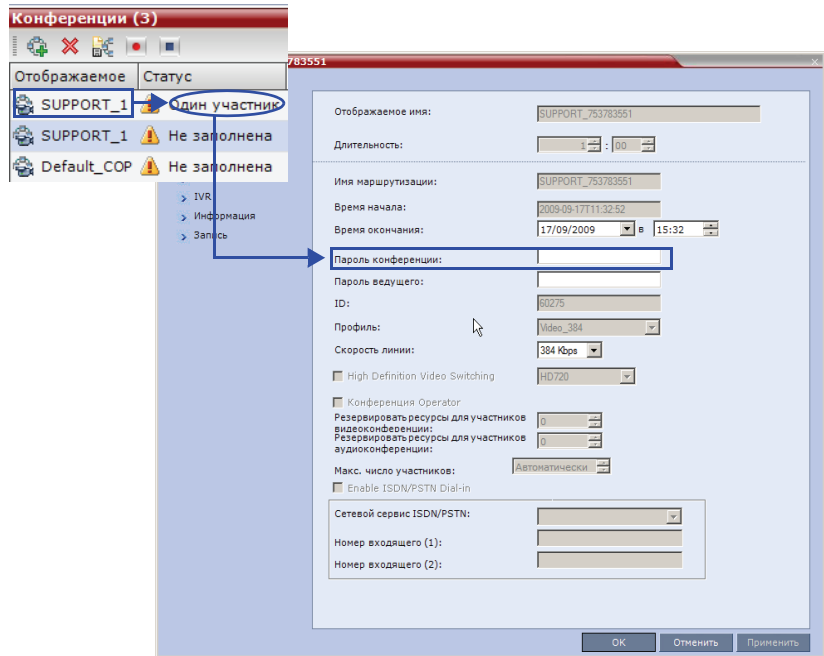 Конференции (3)
Отображаемое Статус
SUPPORT_1 Один участник
SUPPORT_1 Не заполнена
Default_COP Не заполнена
783551
IVR
Информация
Запись
Отображаемое имя: SUPPORT_753783551
Длительность: 1 : 00
Имя маршрутизации: SUPPORT_753783551
Время начала: 2009-09-17T11:32:52
Время окончания: 17/09/2009 в 15:32
Пароль конференции:
Пароль ведущего:
ID: 60275
Профиль: Video_384
Скорость линии: 384 Kbps
High Definition Video Switching HD720
Конференция Operator
Резервировать ресурсы для участников
видеоконференции: 0
Резервировать ресурсы для участников
аудиоконференции: 0
Макс. число участников: Автоматически
Enable ISDN/PSTN Dial-in
Сетевой сервис ISDN/PSTN:
Номер входящего (1):
Номер входящего (2):
OK Отменить Применить